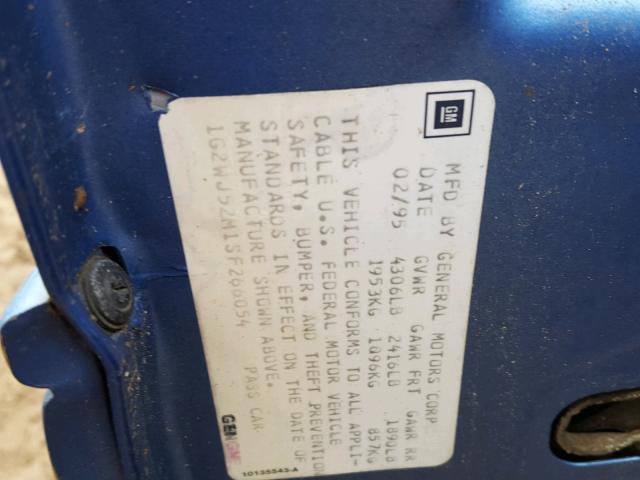 GM
MFD BY GENERAL MOTORS CORP
DATE GVWR GAWR FRT GAWR RR
02/95 4306LB 2416LB 1890LB
1953KG 1096KG 857KG
THIS VEHICLE CONFORMS TO ALL APPLI-
CABLE U.S. FEDERAL MOTOR VEHICLE
SAFETY, BUMPER, AND THEFT PREVENTION
STANDARDS IN EFFECT ON THE DATE OF
MANUFACTURE SHOWN ABOVE.
1G2WJ52M1SF266054 PASS CAR
10135543-A